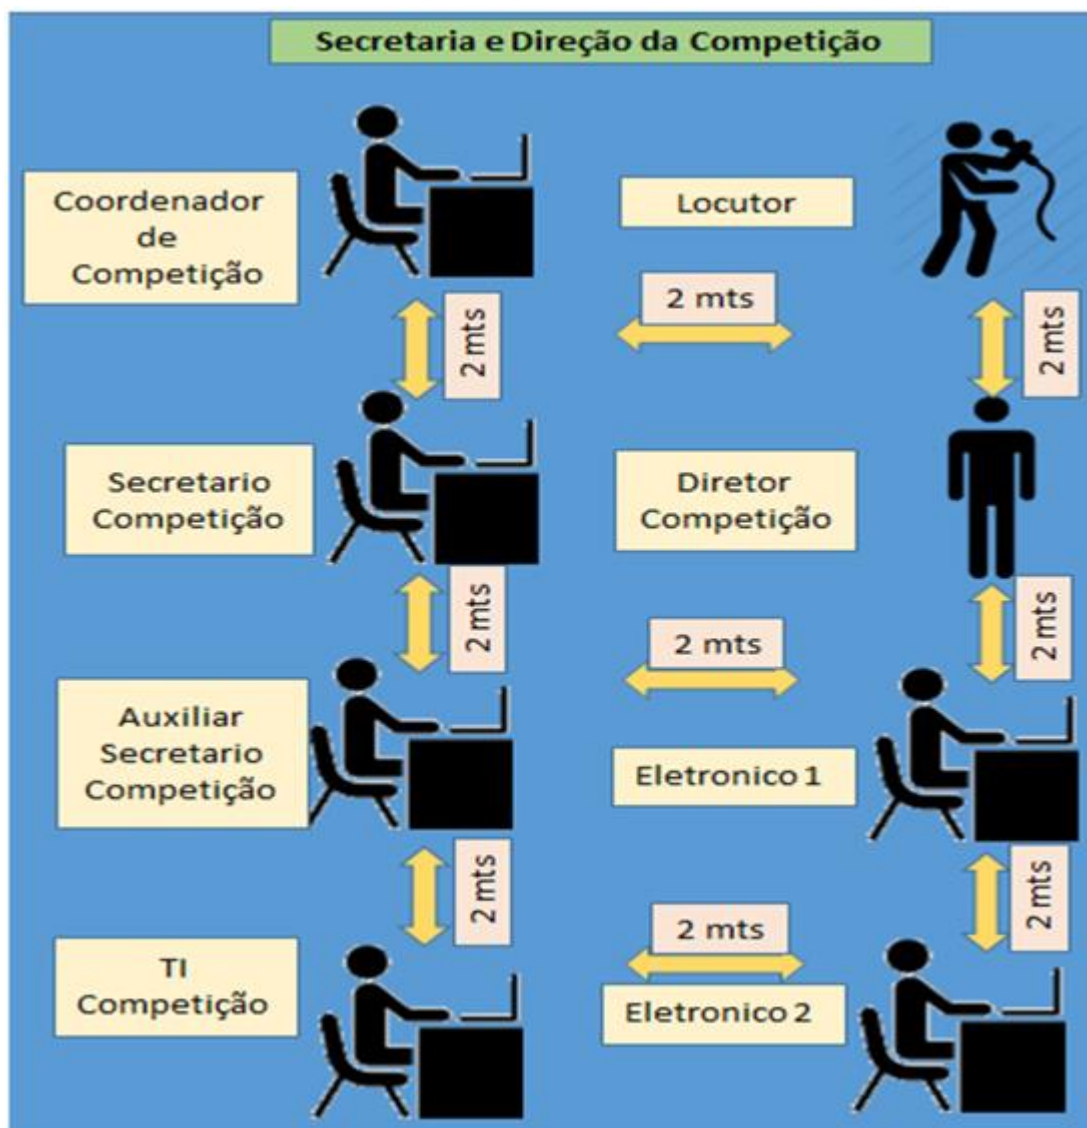 Secretaria e Direção da Competição
Coordenador
de
Competição
Locutor
2 mts
2 mts
2 mts
Secretario
Competição
Diretor
Competição
2 mts
2 mts
2 mts
Auxiliar
Secretario
Competição
Eletronico 1
2 mts
2 mts
2 mts
TI
Competição
Eletronico 2